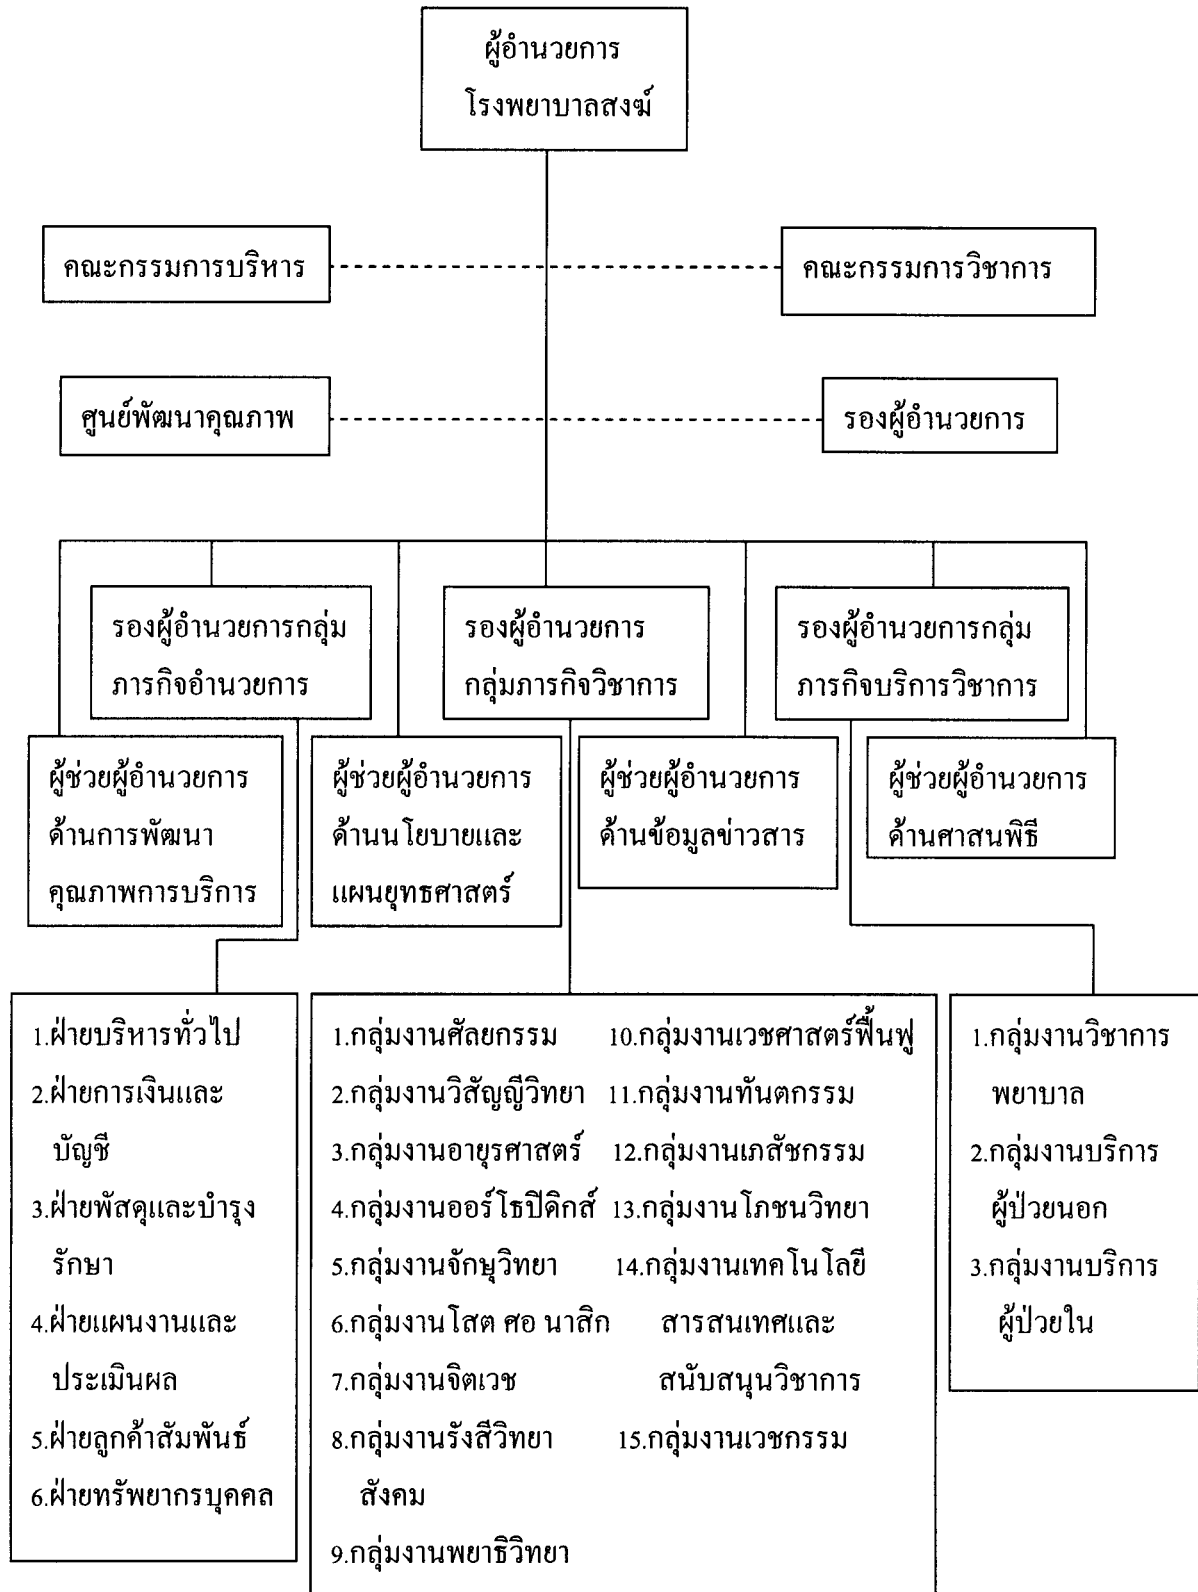 ผู้อำนวยการ
โรงพยาบาลสงฆ์
คณะกรรมการบริหาร
คณะกรรมการวิชาการ
ศูนย์พัฒนาคุณภาพ
รองผู้อำนวยการ
รองผู้อำนวยการกลุ่ม
ภารกิจอำนวยการ
รองผู้อำนวยการ
กลุ่มภารกิจวิชาการ
รองผู้อำนวยการกลุ่ม
ภารกิจบริการวิชาการ
ผู้ช่วยผู้อำนวยการ
ด้านการพัฒนา
คุณภาพการบริการ
ผู้ช่วยผู้อำนวยการ
ด้านนโยบายและ
แผนยุทธศาสตร์
ผู้ช่วยผู้อำนวยการ
ด้านข้อมูลข่าวสาร
ผู้ช่วยผู้อำนวยการ
ด้านศาสนพิธี
1.ฝ่ายบริหารทั่วไป
2.ฝ่ายการเงินและ
บัญชี
3.ฝ่ายพัสดุและบำรุง
รักษา
4.ฝ่ายแผนงานและ
ประเมินผล
5.ฝ่ายลูกค้าสัมพันธ์
6.ฝ่ายทรัพยากรบุคคล
1.กลุ่มงานศัลยกรรม
2.กลุ่มงานวิสัญญีวิทยา
3.กลุ่มงานอายุรศาสตร์
4.กลุ่มงานออร์โธปิดิกส์
5.กลุ่มงานจักษุวิทยา
6.กลุ่มงานโสต ศอ นาสิก
7.กลุ่มงานจิตเวช
8.กลุ่มงานรังสีวิทยา
สังคม
9.กลุ่มงานพยาธิวิทยา
10.กลุ่มงานเวชศาสตร์ฟื้นฟู
11.กลุ่มงานทันตกรรม
12.กลุ่มงานเภสัชกรรม
13.กลุ่มงานโภชนวิทยา
14.กลุ่มงานเทคโนโลยี
สารสนเทศและ
สนับสนุนวิชาการ
15.กลุ่มงานเวชกรรม
1.กลุ่มงานวิชาการ
พยาบาล
2.กลุ่มงานบริการ
ผู้ป่วยนอก
3.กลุ่มงานบริการ
ผู้ป่วยใน